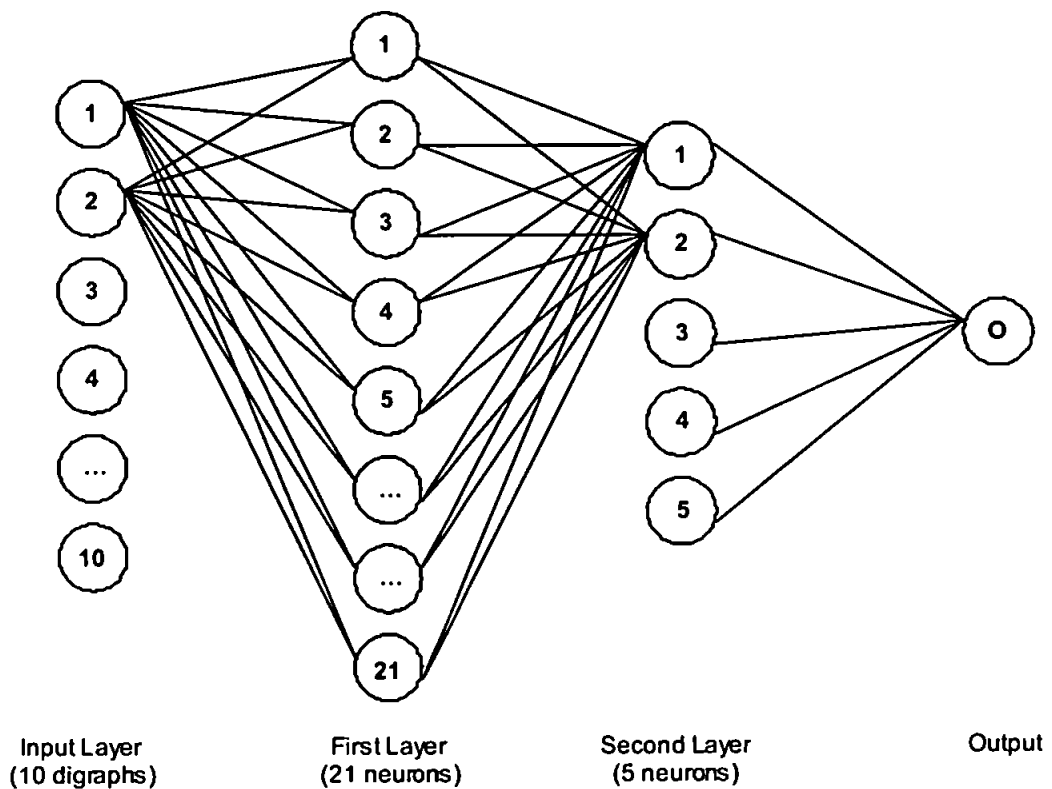 1
2
3
4
...
10
1
2
3
4
5
...
...
21
1
2
3
4
5
O
Input Layer
(10 digraphs)
First Layer
(21 neurons)
Second Layer
(5 neurons)
Output